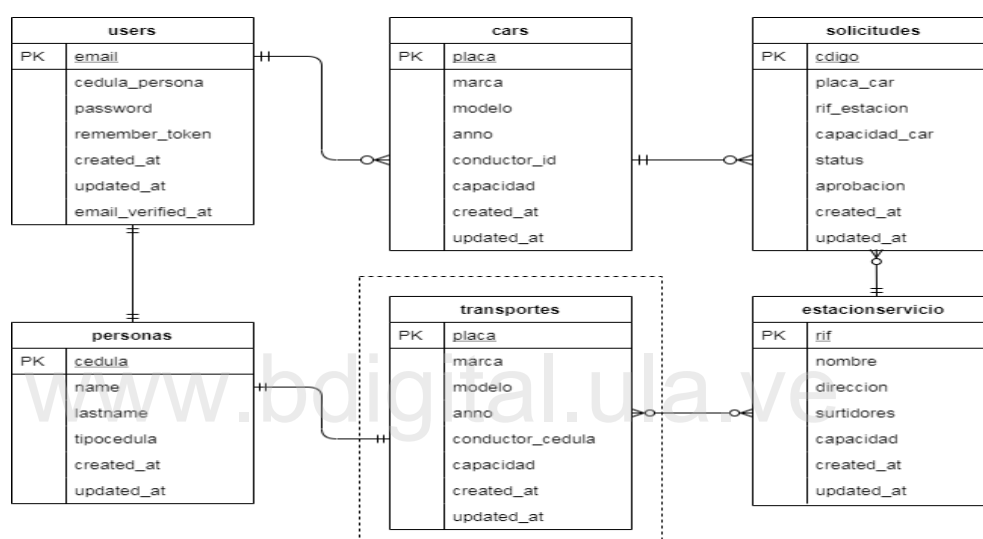 users
PK email
cedula_persona
password
remember_token
created_at
updated_at
email_verified_at
cars
PK placa
marca
modelo
anno
conductor_id
capacidad
created_at
updated_at
solicitudes
PK cdigo
placa_car
rif_estacion
capacidad_car
status
aprobacion
created_at
updated_at
personas
PK cedula
name
lastname
tipocedula
created_at
updated_at
transportes
PK placa
marca
modelo
anno
conductor_cedula
capacidad
created_at
updated_at
estacionservicio
PK rif
nombre
direccion
surtidores
capacidad
created_at
updated_at
www.bdigital.ula.ve